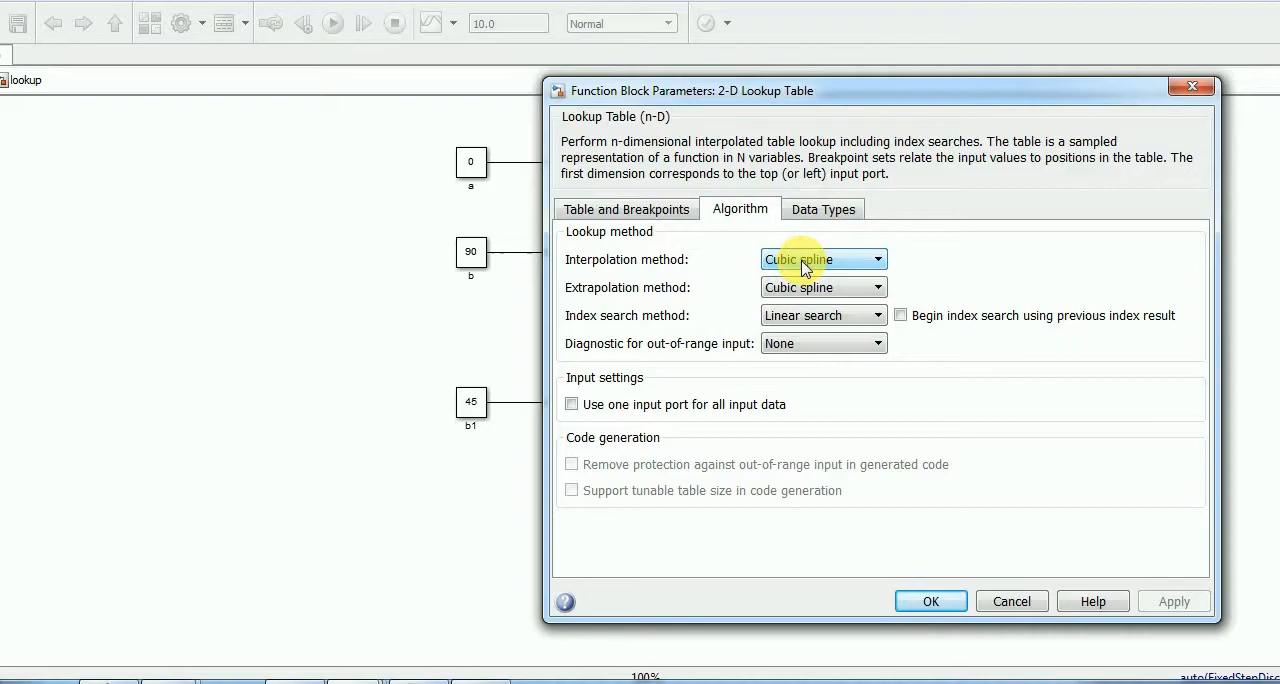 10.0
Normal
lookup
Function Block Parameters: 2-D Lookup Table
Lookup Table (n-D)
Perform n-dimensional interpolated table lookup including index searches. The table is a sampled
representation of a function in N variables. Breakpoint sets relate the input values to positions in the table. The
first dimension corresponds to the top (or left) input port.
Table and Breakpoints
Algorithm
Data Types
Lookup method
Interpolation method:
Cubic spline
Extrapolation method:
Cubic spline
Index search method:
Linear search
Begin index search using previous index result
Diagnostic for out-of-range input:
None
Input settings
Use one input port for all input data
Code generation
Remove protection against out-of-range input in generated code
Support tunable table size in code generation
OK
Cancel
Help
Apply
0
a
90
b
45
b1
100%
auto(FixedStepDisc